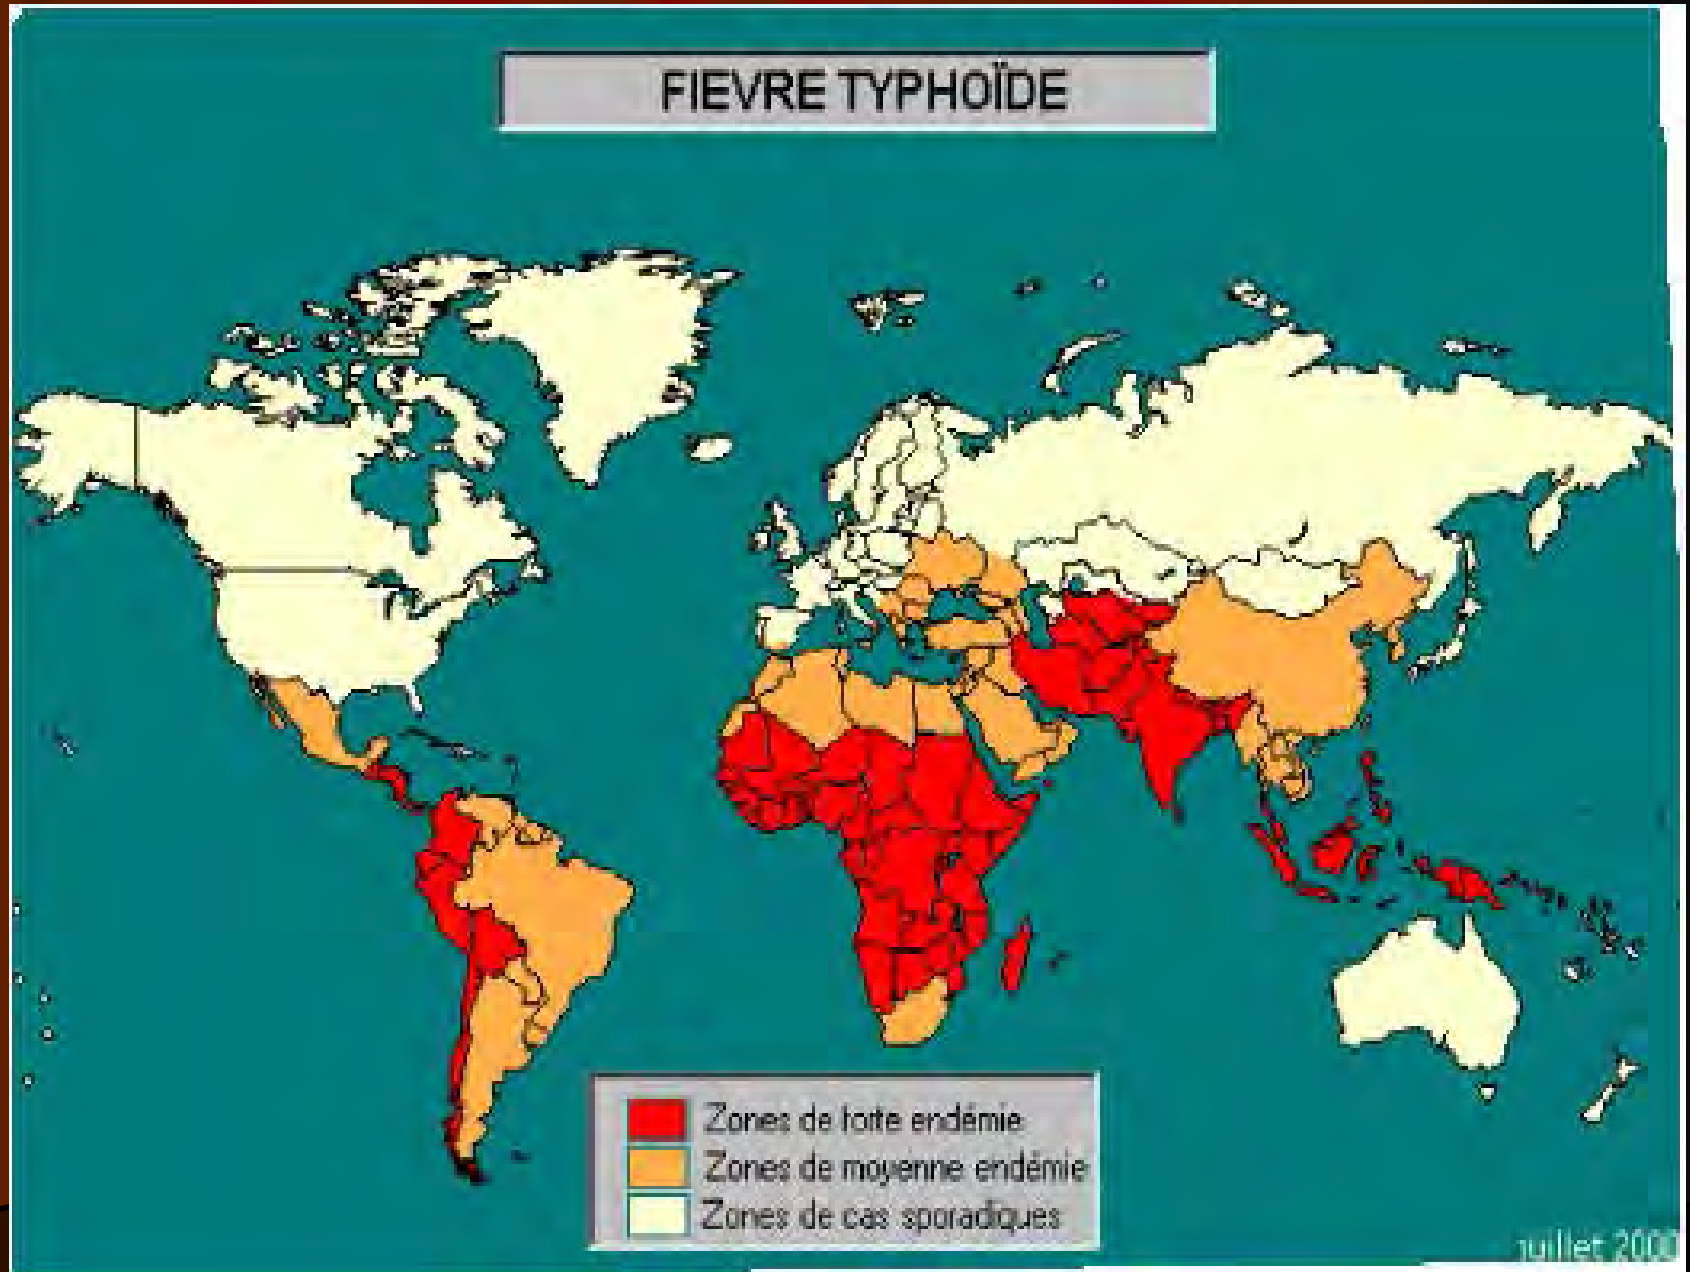 FIEVRE TYPHOÏDE
Zones de forte endémie
Zones de moyenne endémie
Zones de cas sporadiques
juillet 2000